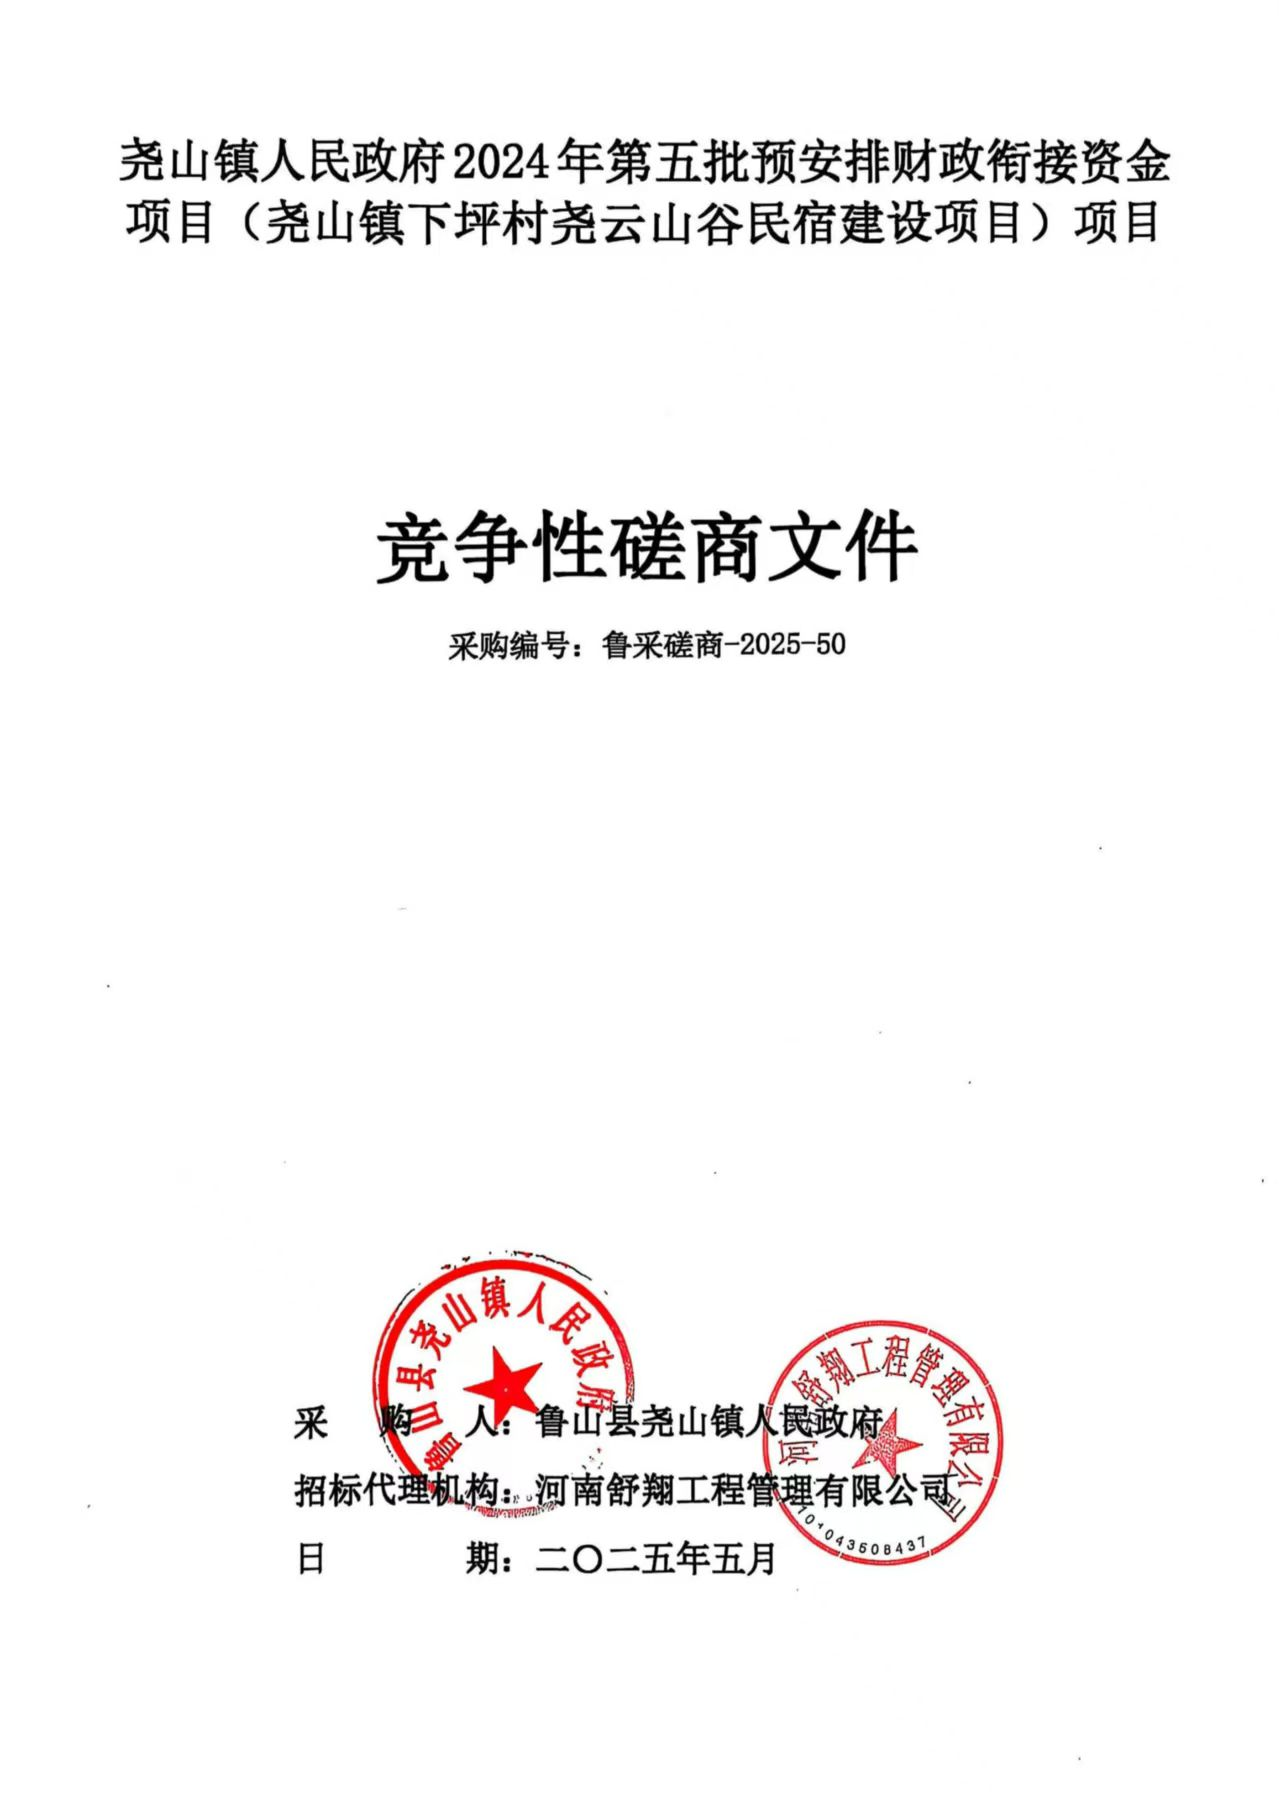 尧山镇人民政府2024年第五批预安排财政衔接资金
项目（尧山镇下坪村尧云山谷民宿建设项目）项目
竞争性磋商文件
采购编号：鲁采磋商-2025-50
鲁山县尧山镇人民政府
河南舒翔工程管理有限公司
采购人：鲁山县尧山镇人民政府
招标代理机构：河南舒翔工程管理有限公司
日期：二〇二五年五月